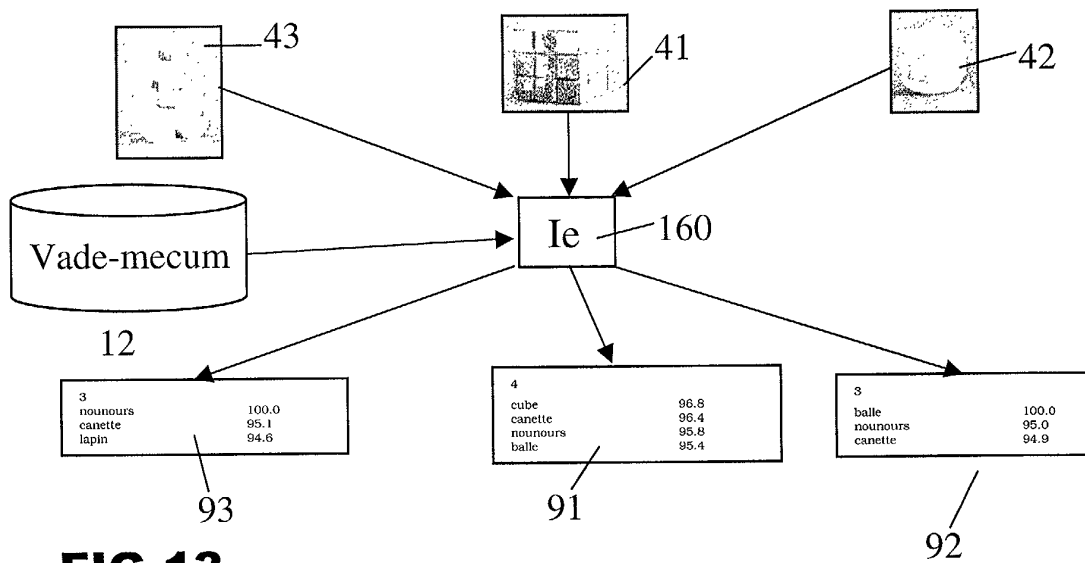 43
41
42
Ie
160
Vade-mecum
12
3
nounours 100.0
canette 95.1
lapin 94.6
4
cube 96.8
canette 96.4
nounours 95.8
balle 95.4
3
balle 100.0
nounours 95.0
canette 94.9
93
91
92